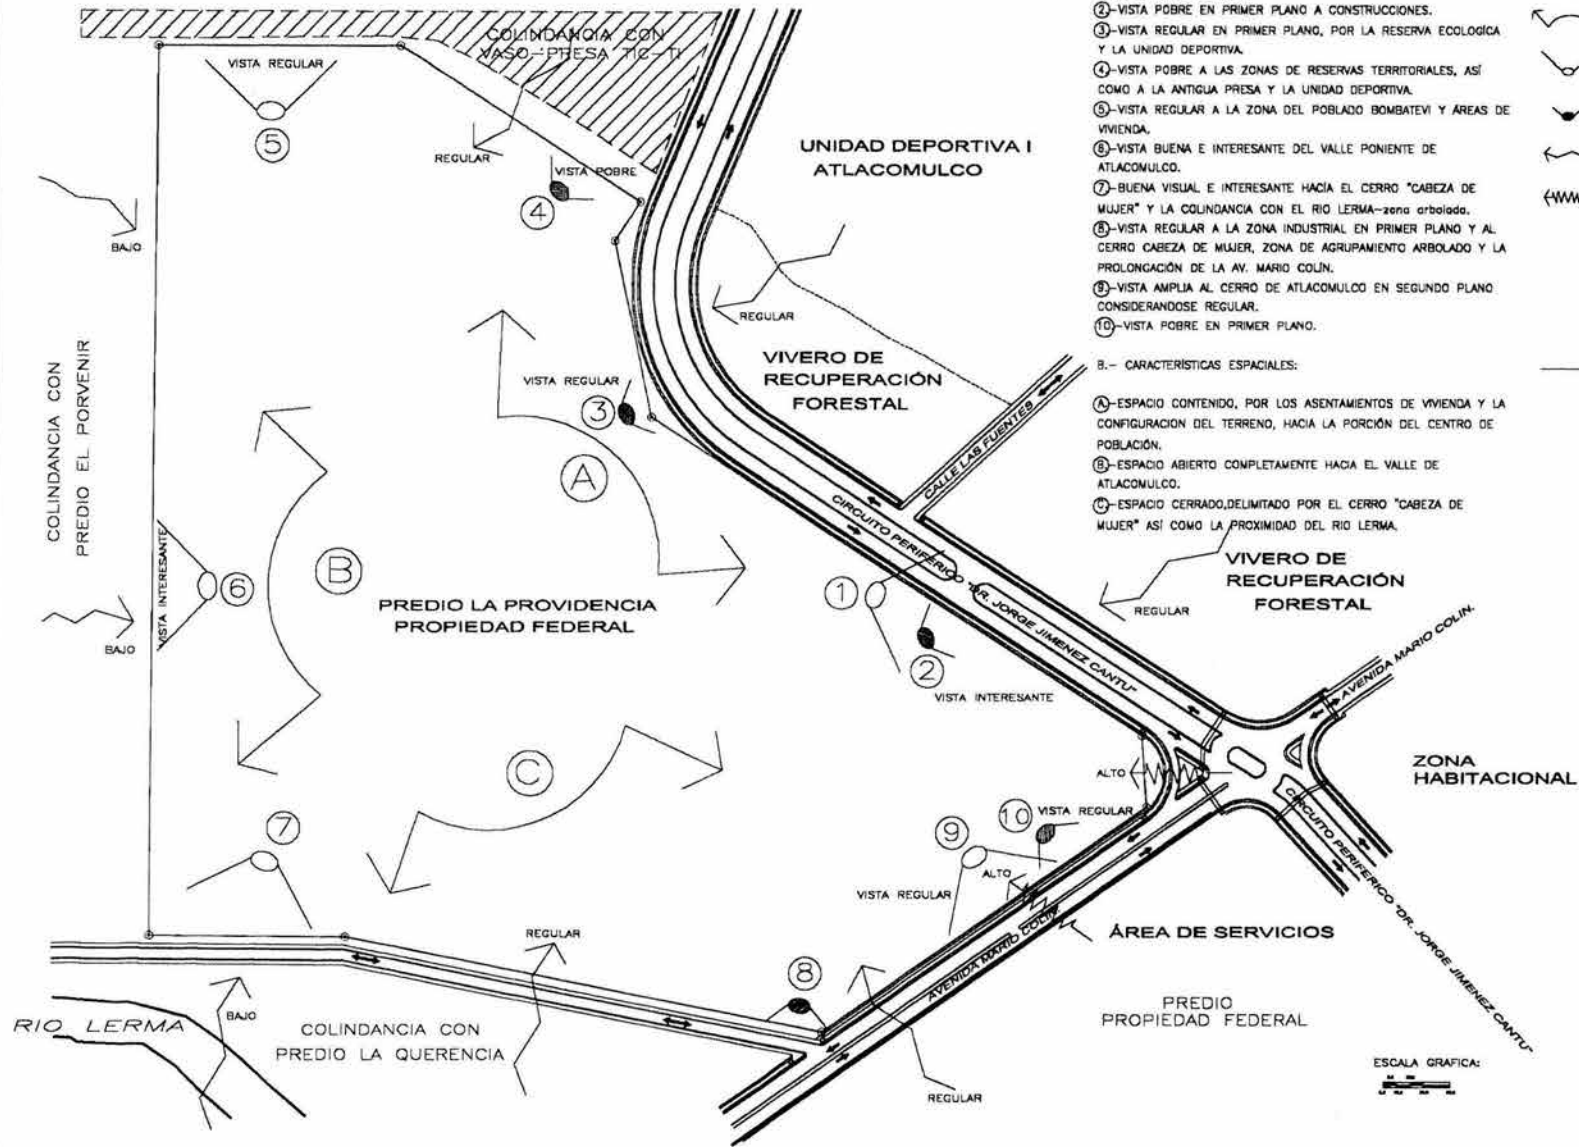 COLINDANCIA CON
VASO-PRESA TIC-TI
VISTA REGULAR
5
REGULAR
VISTA POBRE
4
UNIDAD DEPORTIVA I
ATLACOMULCO
2-VISTA POBRE EN PRIMER PLANO A CONSTRUCCIONES.
3-VISTA REGULAR EN PRIMER PLANO, POR LA RESERVA ECOLOGÍCA
Y LA UNIDAD DEPORTIVA.
4-VISTA POBRE A LAS ZONAS DE RESERVAS TERRITORIALES, ASÍ
COMO A LA ANTIGUA PRESA Y LA UNIDAD DEPORTIVA.
5-VISTA REGULAR A LA ZONA DEL POBLADO BOMBATEVI Y ÁREAS DE
VIVIENDA.
6-VISTA BUENA E INTERESANTE DEL VALLE PONIENTE DE
ATLACOMULCO.
7-BUENA VISUAL E INTERESANTE HACÍA EL CERRO "CABEZA DE
MUJER" Y LA COLINDANCIA CON EL RIO LERMA-zona arbolada.
8-VISTA REGULAR A LA ZONA INDUSTRIAL EN PRIMER PLANO Y AL
CERRO CABEZA DE MUJER, ZONA DE AGRUPAMIENTO ARBOLADO Y LA
PROLONGACIÓN DE LA AV. MARIO COLÍN.
9-VISTA AMPLIA AL CERRO DE ATLACOMULCO EN SEGUNDO PLANO
CONSIDERANDOSE REGULAR.
10-VISTA POBRE EN PRIMER PLANO.
B.- CARACTERÍSTICAS ESPACIALES:
A-ESPACIO CONTENIDO, POR LOS ASENTAMIENTOS DE VIVIENDA Y LA
CONFIGURACION DEL TERRENO, HACIA LA PORCIÓN DEL CENTRO DE
POBLACIÓN.
B-ESPACIO ABIERTO COMPLETAMENTE HACIA EL VALLE DE
ATLACOMULCO.
C-ESPACIO CERRADO,DELIMITADO POR EL CERRO "CABEZA DE
MUJER" ASÍ COMO LA PROXIMIDAD DEL RIO LERMA.
BAJO
REGULAR
VIVERO DE
RECUPERACIÓN
FORESTAL
COLINDANCIA CON
PREDIO EL PORVENIR
VISTA REGULAR
3
A
CALLE LAS FUENTES
CIRCUITO PERIFERICO "DR. JORGE JIMENEZ CANTU"
B
VISTA INTERESANTE
6
BAJO
PREDIO LA PROVIDENCIA
PROPIEDAD FEDERAL
1
2
VISTA INTERESANTE
VIVERO DE
RECUPERACIÓN
FORESTAL
REGULAR
AVENIDA MARIO COLIN.
ZONA
HABITACIONAL
ALTO
C
7
10
VISTA REGULAR
9
ALTO
VISTA REGULAR
CIRCUITO PERIFERICO "DR. JORGE JIMENEZ CANTU"
AVENIDA MARIO COLIN.
ÁREA DE SERVICIOS
REGULAR
8
RIO LERMA
BAJO
COLINDANCIA CON
PREDIO LA QUERENCIA
PREDIO
PROPIEDAD FEDERAL
REGULAR
ESCALA GRAFICA: